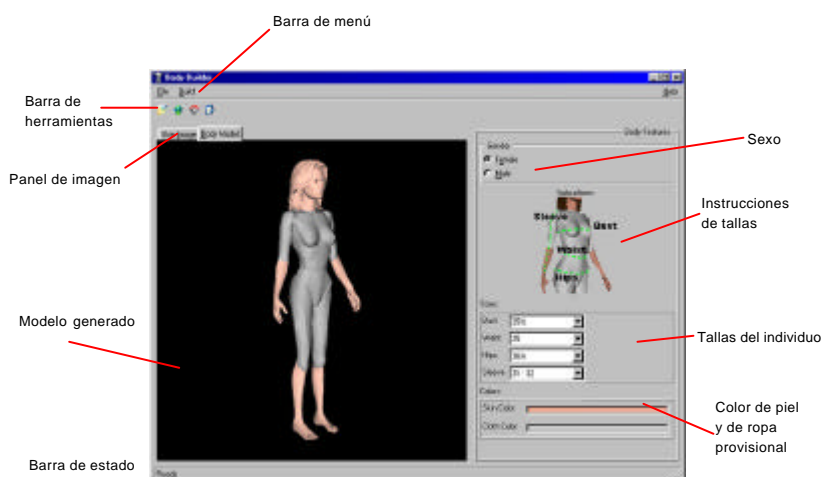 Barra de menú
Body Builder
File Build
Help
Barra de
herramientas
Body Model
Body Features
Panel de imagen
Gender
Female
Male
Sexo
Instrucciones
de tallas
Sleeve
Bust
Waist
Hips
Modelo generado
Sizes
Bust
Waist
Hips
Sleeve
Tallas del individuo
Colors
Skin Color
Cloth Color
Color de piel
y de ropa
provisional
Barra de estado
Ready